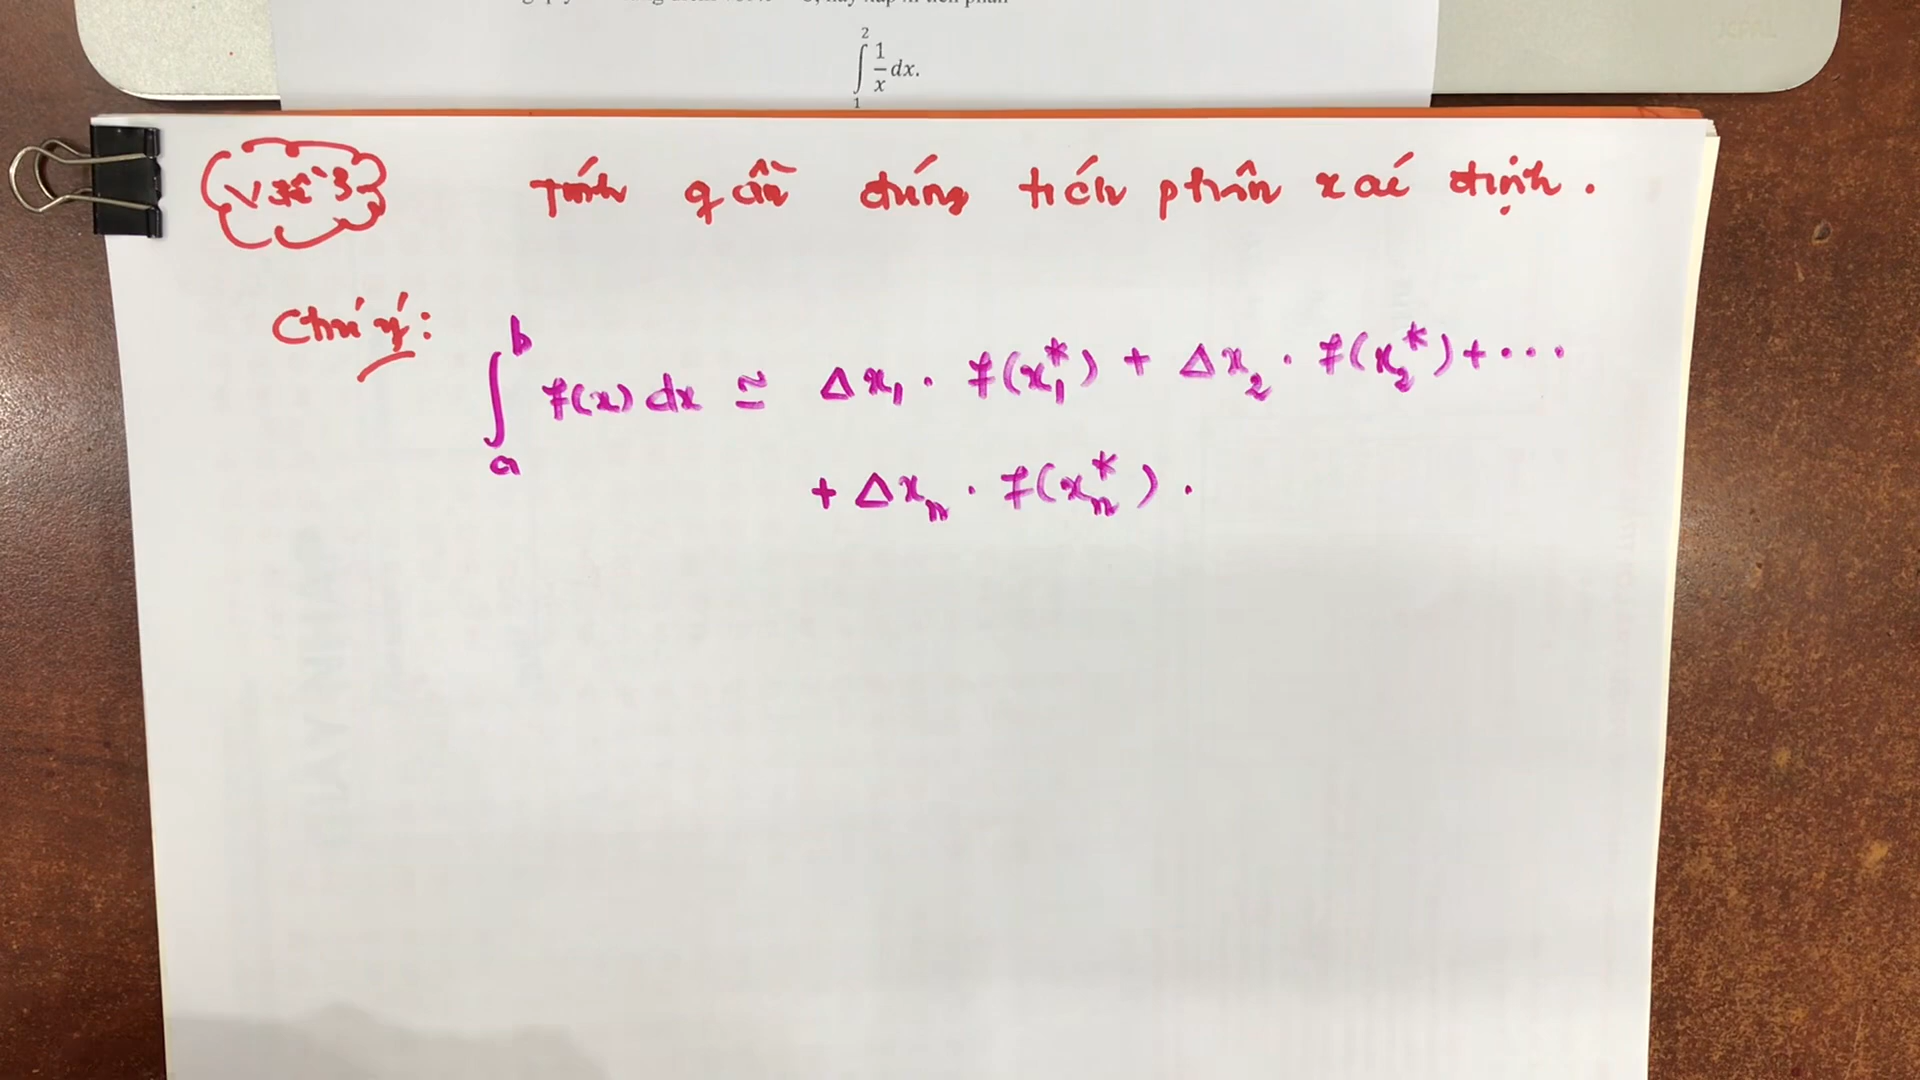 ∫₁² 1/x dx.
Vđề 3 Tính gần đúng tích phân xác định.
Chú ý: ∫ₐᵇ f(x) dx ≃ Δx₁ · f(x₁*) + Δx₂ · f(x₂*) + ...
+ Δxₙ · f(xₙ*).